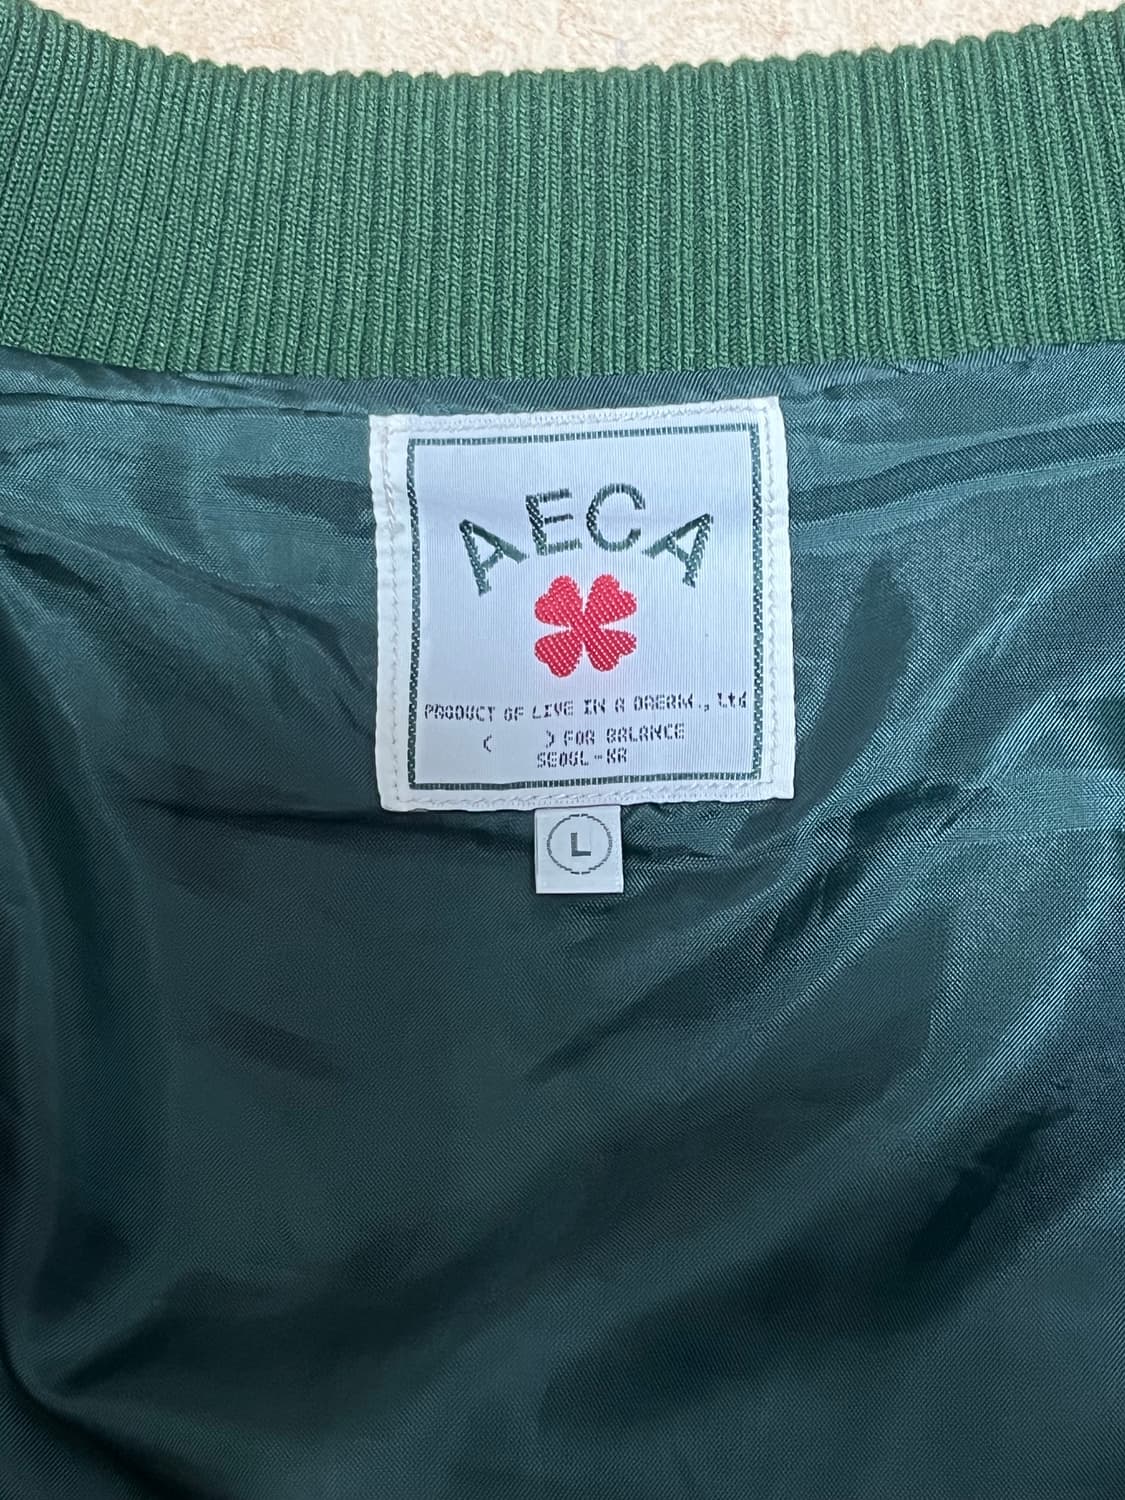 AECA
PRODUCT OF LIVE IN A DREAM., Ltd
( ) FOR BALANCE
SEOUL-KR
L